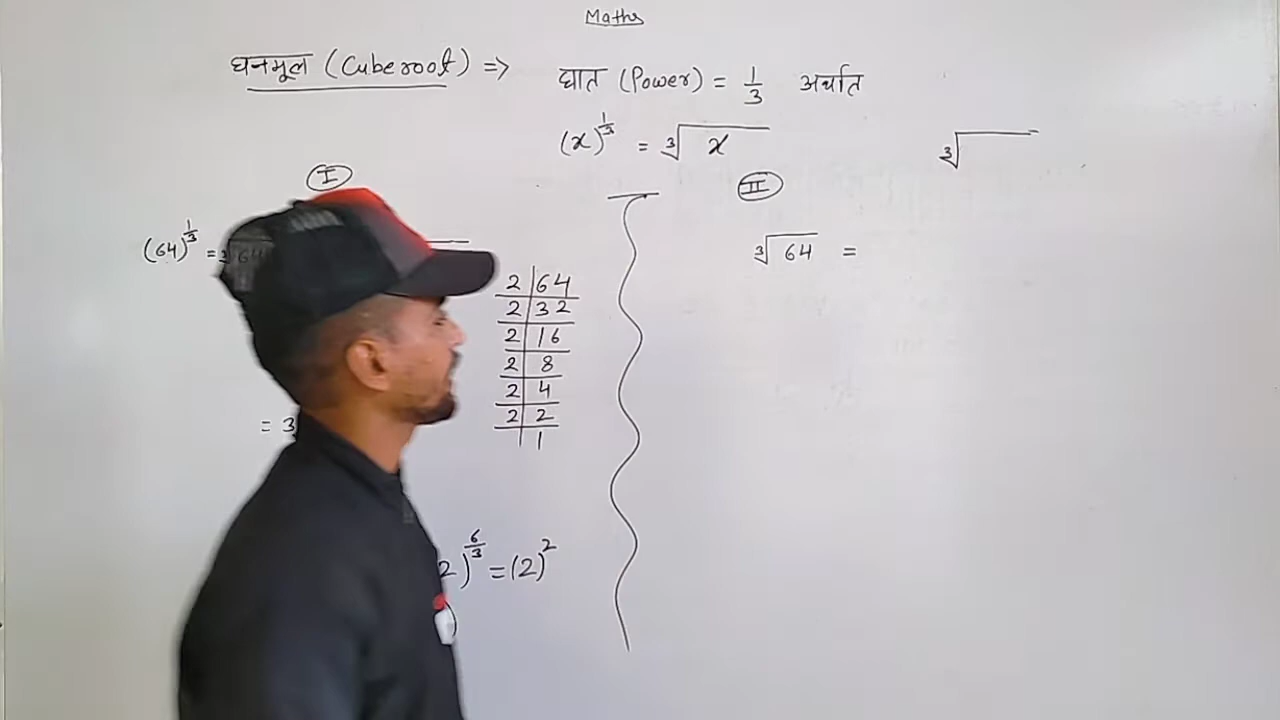 Maths
घनमूल (Cuberoot) ⇒ घात (Power) = 1/3 अर्थात
(x)^1/3 = ∛x ∛
I
(64)^1/3 =
2 | 64
2 | 32
2 | 16
2 | 8
2 | 4
2 | 2
1
= 3
2)^6/3 = (2)^2
II
∛64 =